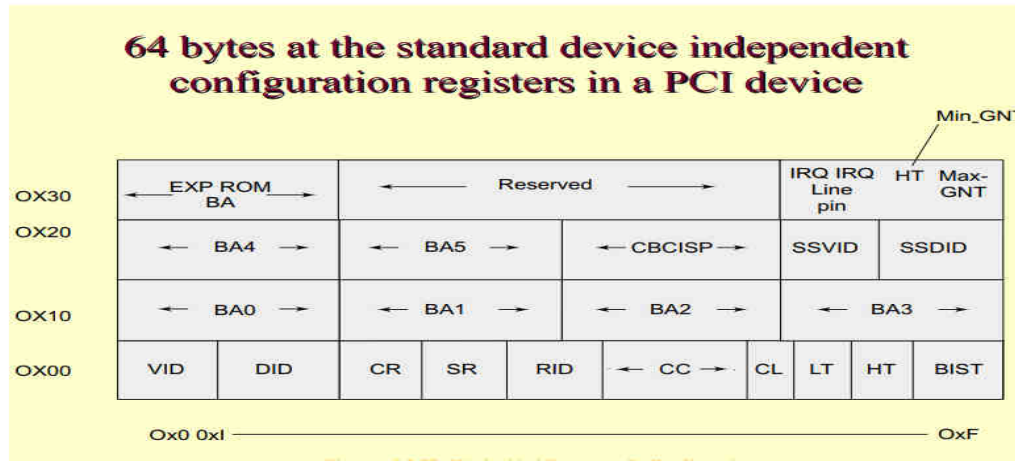 64 bytes at the standard device independent
configuration registers in a PCI device
Min_GNT
OX30
EXP ROM
BA
Reserved
IRQ IRQ
Line
pin
HT
Max-
GNT
OX20
BA4
BA5
CBCISP
SSVID
SSDID
OX10
BA0
BA1
BA2
BA3
OX00
VID
DID
CR
SR
RID
CC
CL
LT
HT
BIST
Ox0 0xI
OxF